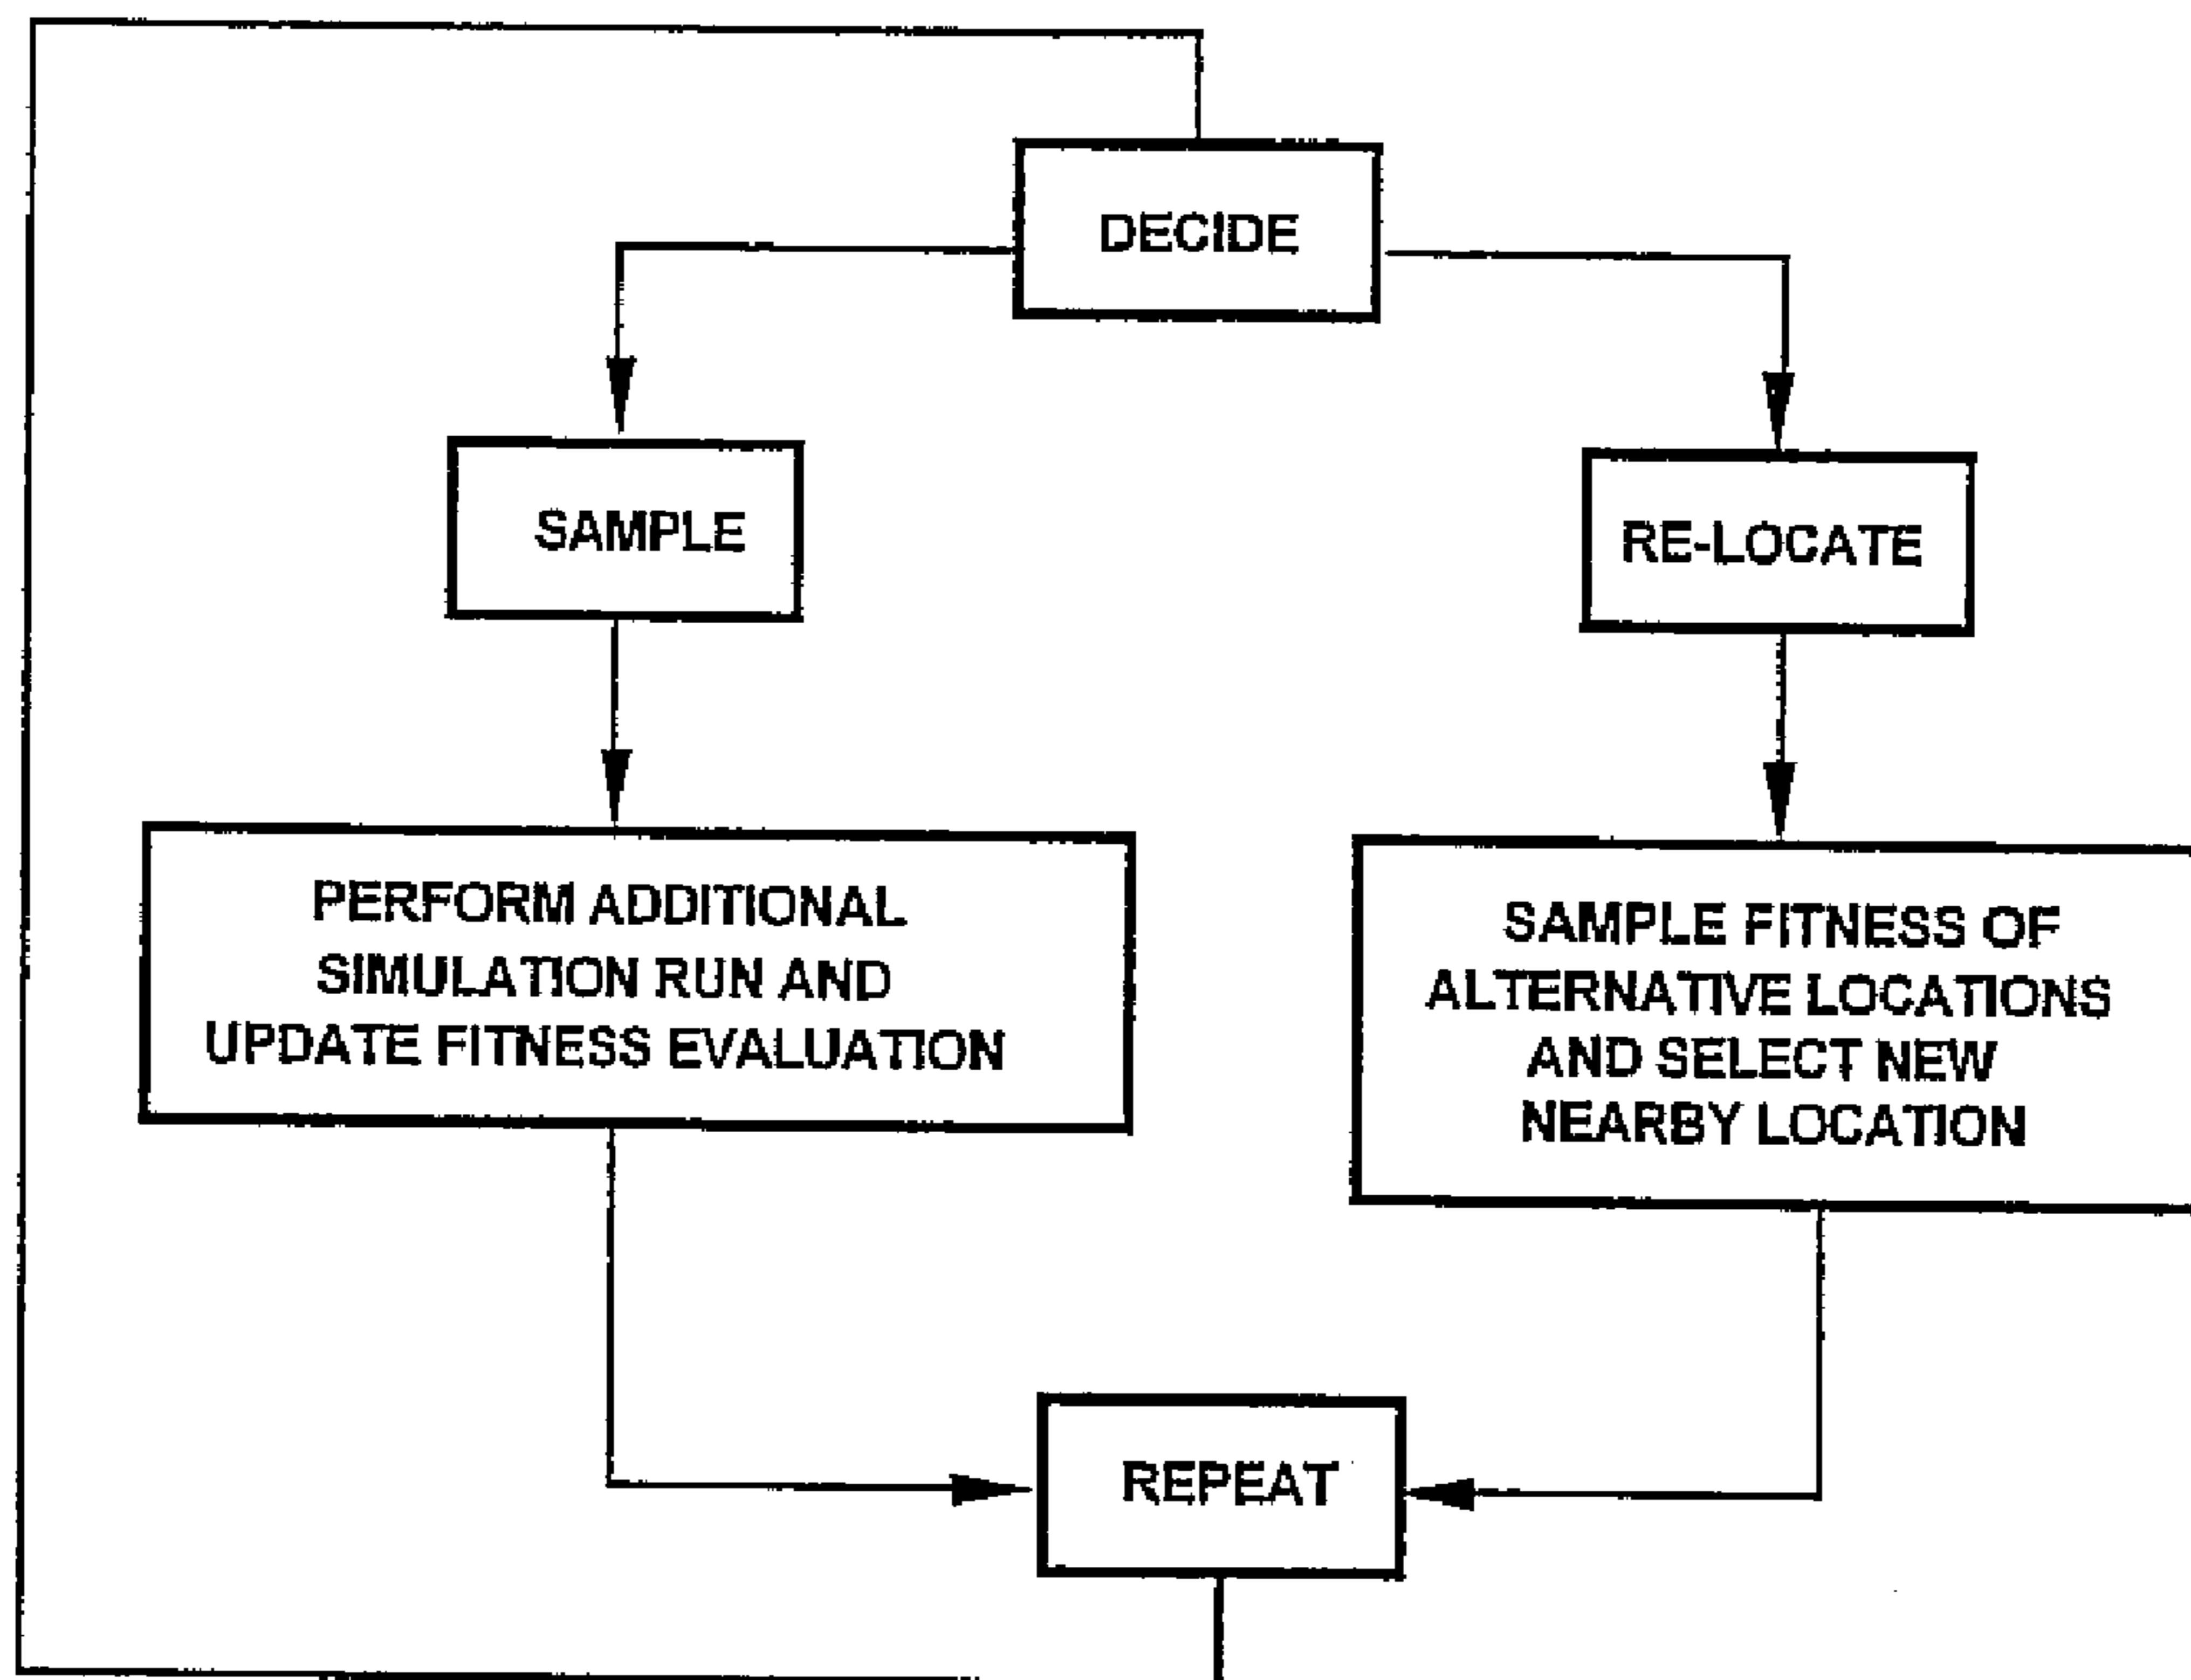 DECIDE
SAMPLE
RE-LOCATE
PERFORM ADDITIONAL
SIMULATION RUN AND
UPDATE FITNESS EVALUATION
SAMPLE FITNESS OF
ALTERNATIVE LOCATIONS
AND SELECT NEW
NEARBY LOCATION
REPEAT